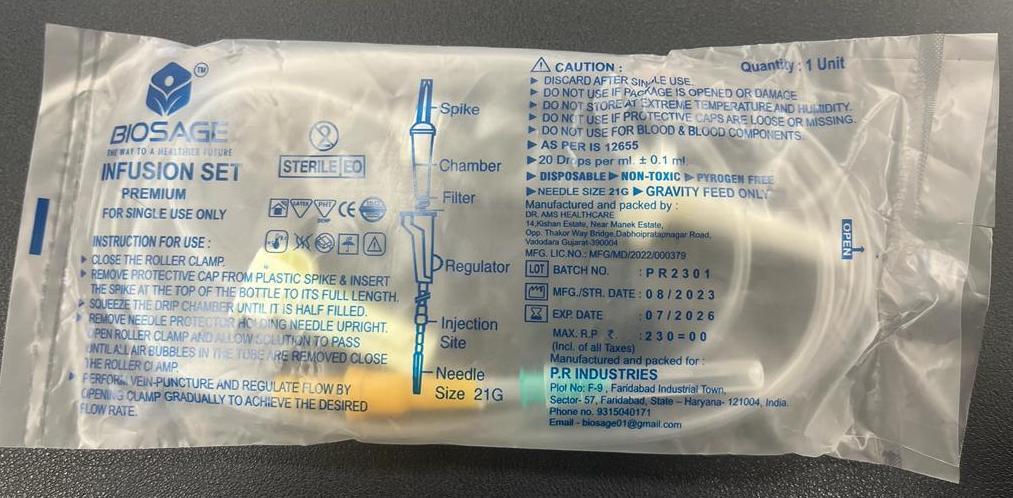 TM
BIOSAGE
THE WAY TO A HEALTHIER FUTURE
INFUSION SET
PREMIUM
FOR SINGLE USE ONLY
STERILE EO
LATEX
PHT
DEHP
CE
INSTRUCTION FOR USE :
CLOSE THE ROLLER CLAMP.
REMOVE PROTECTIVE CAP FROM PLASTIC SPIKE & INSERT
THE SPIKE AT THE TOP OF THE BOTTLE TO ITS FULL LENGTH.
SQUEEZE THE DRIP CHAMBER UNTIL IT IS HALF FILLED.
REMOVE NEEDLE PROTECTOR HOLDING NEEDLE UPRIGHT.
OPEN ROLLER CLAMP AND ALLOW SOLUTION TO PASS
UNTIL ALL AIR BUBBLES IN THE TUBE ARE REMOVED CLOSE
THE ROLLER CLAMP.
PERFORM VEIN-PUNCTURE AND REGULATE FLOW BY
OPENING CLAMP GRADUALLY TO ACHIEVE THE DESIRED
FLOW RATE.
Spike
Chamber
Filter
Regulator
Injection
Site
Needle
Size 21G
CAUTION :
Quantity : 1 Unit
DISCARD AFTER SINGLE USE.
DO NOT USE IF PACKAGE IS OPENED OR DAMAGE
DO NOT STORE AT EXTREME TEMPERATURE AND HUMIDITY.
DO NOT USE IF PROTECTIVE CAPS ARE LOOSE OR MISSING.
DO NOT USE FOR BLOOD & BLOOD COMPONENTS.
AS PER IS 12655
20 Drops per ml. ± 0.1 ml.
DISPOSABLE NON-TOXIC PYROGEN FREE
NEEDLE SIZE 21G GRAVITY FEED ONLY
Manufactured and packed by :
DR. AMS HEALTHCARE
14,Kishan Estate, Near Manek Estate,
Opp. Thakor Way Bridge,Dabhoipratapnagar Road,
Vadodara Gujarat-390004
MFG. LIC.NO.: MFG/MD/2022/000379
LOT BATCH NO. : PR2301
MFG./STR. DATE : 08/2023
EXP. DATE : 07/2026
MAX. R.P. ₹. : 230=00
(Incl. of all Taxes)
Manufactured and packed for :
P.R INDUSTRIES
Plot No: F-9 , Faridabad Industrial Town,
Sector- 57, Faridabad, State – Haryana- 121004, India.
Phone no. 9315040171
Email - biosage01@gmail.com
OPEN